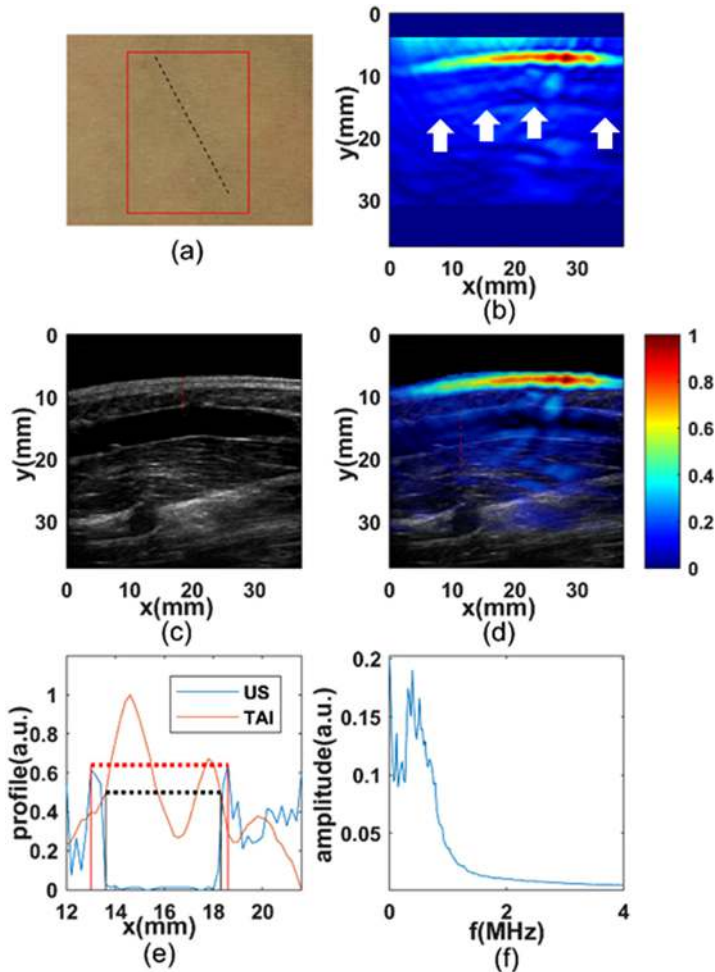 (a)
0
10
20
30
y(mm)
0 10 20 30
x(mm)
(b)
0
10
20
30
y(mm)
0 10 20 30
x(mm)
(c)
0
10
20
30
y(mm)
0 10 20 30
x(mm)
(d)
1
0.8
0.6
0.4
0.2
0
1
0.8
0.6
0.4
0.2
0
profile(a.u.)
US
TAI
12 14 16 18 20
x(mm)
(e)
0.2
0.15
0.1
0.05
amplitude(a.u.)
0 2 4
f(MHz)
(f)